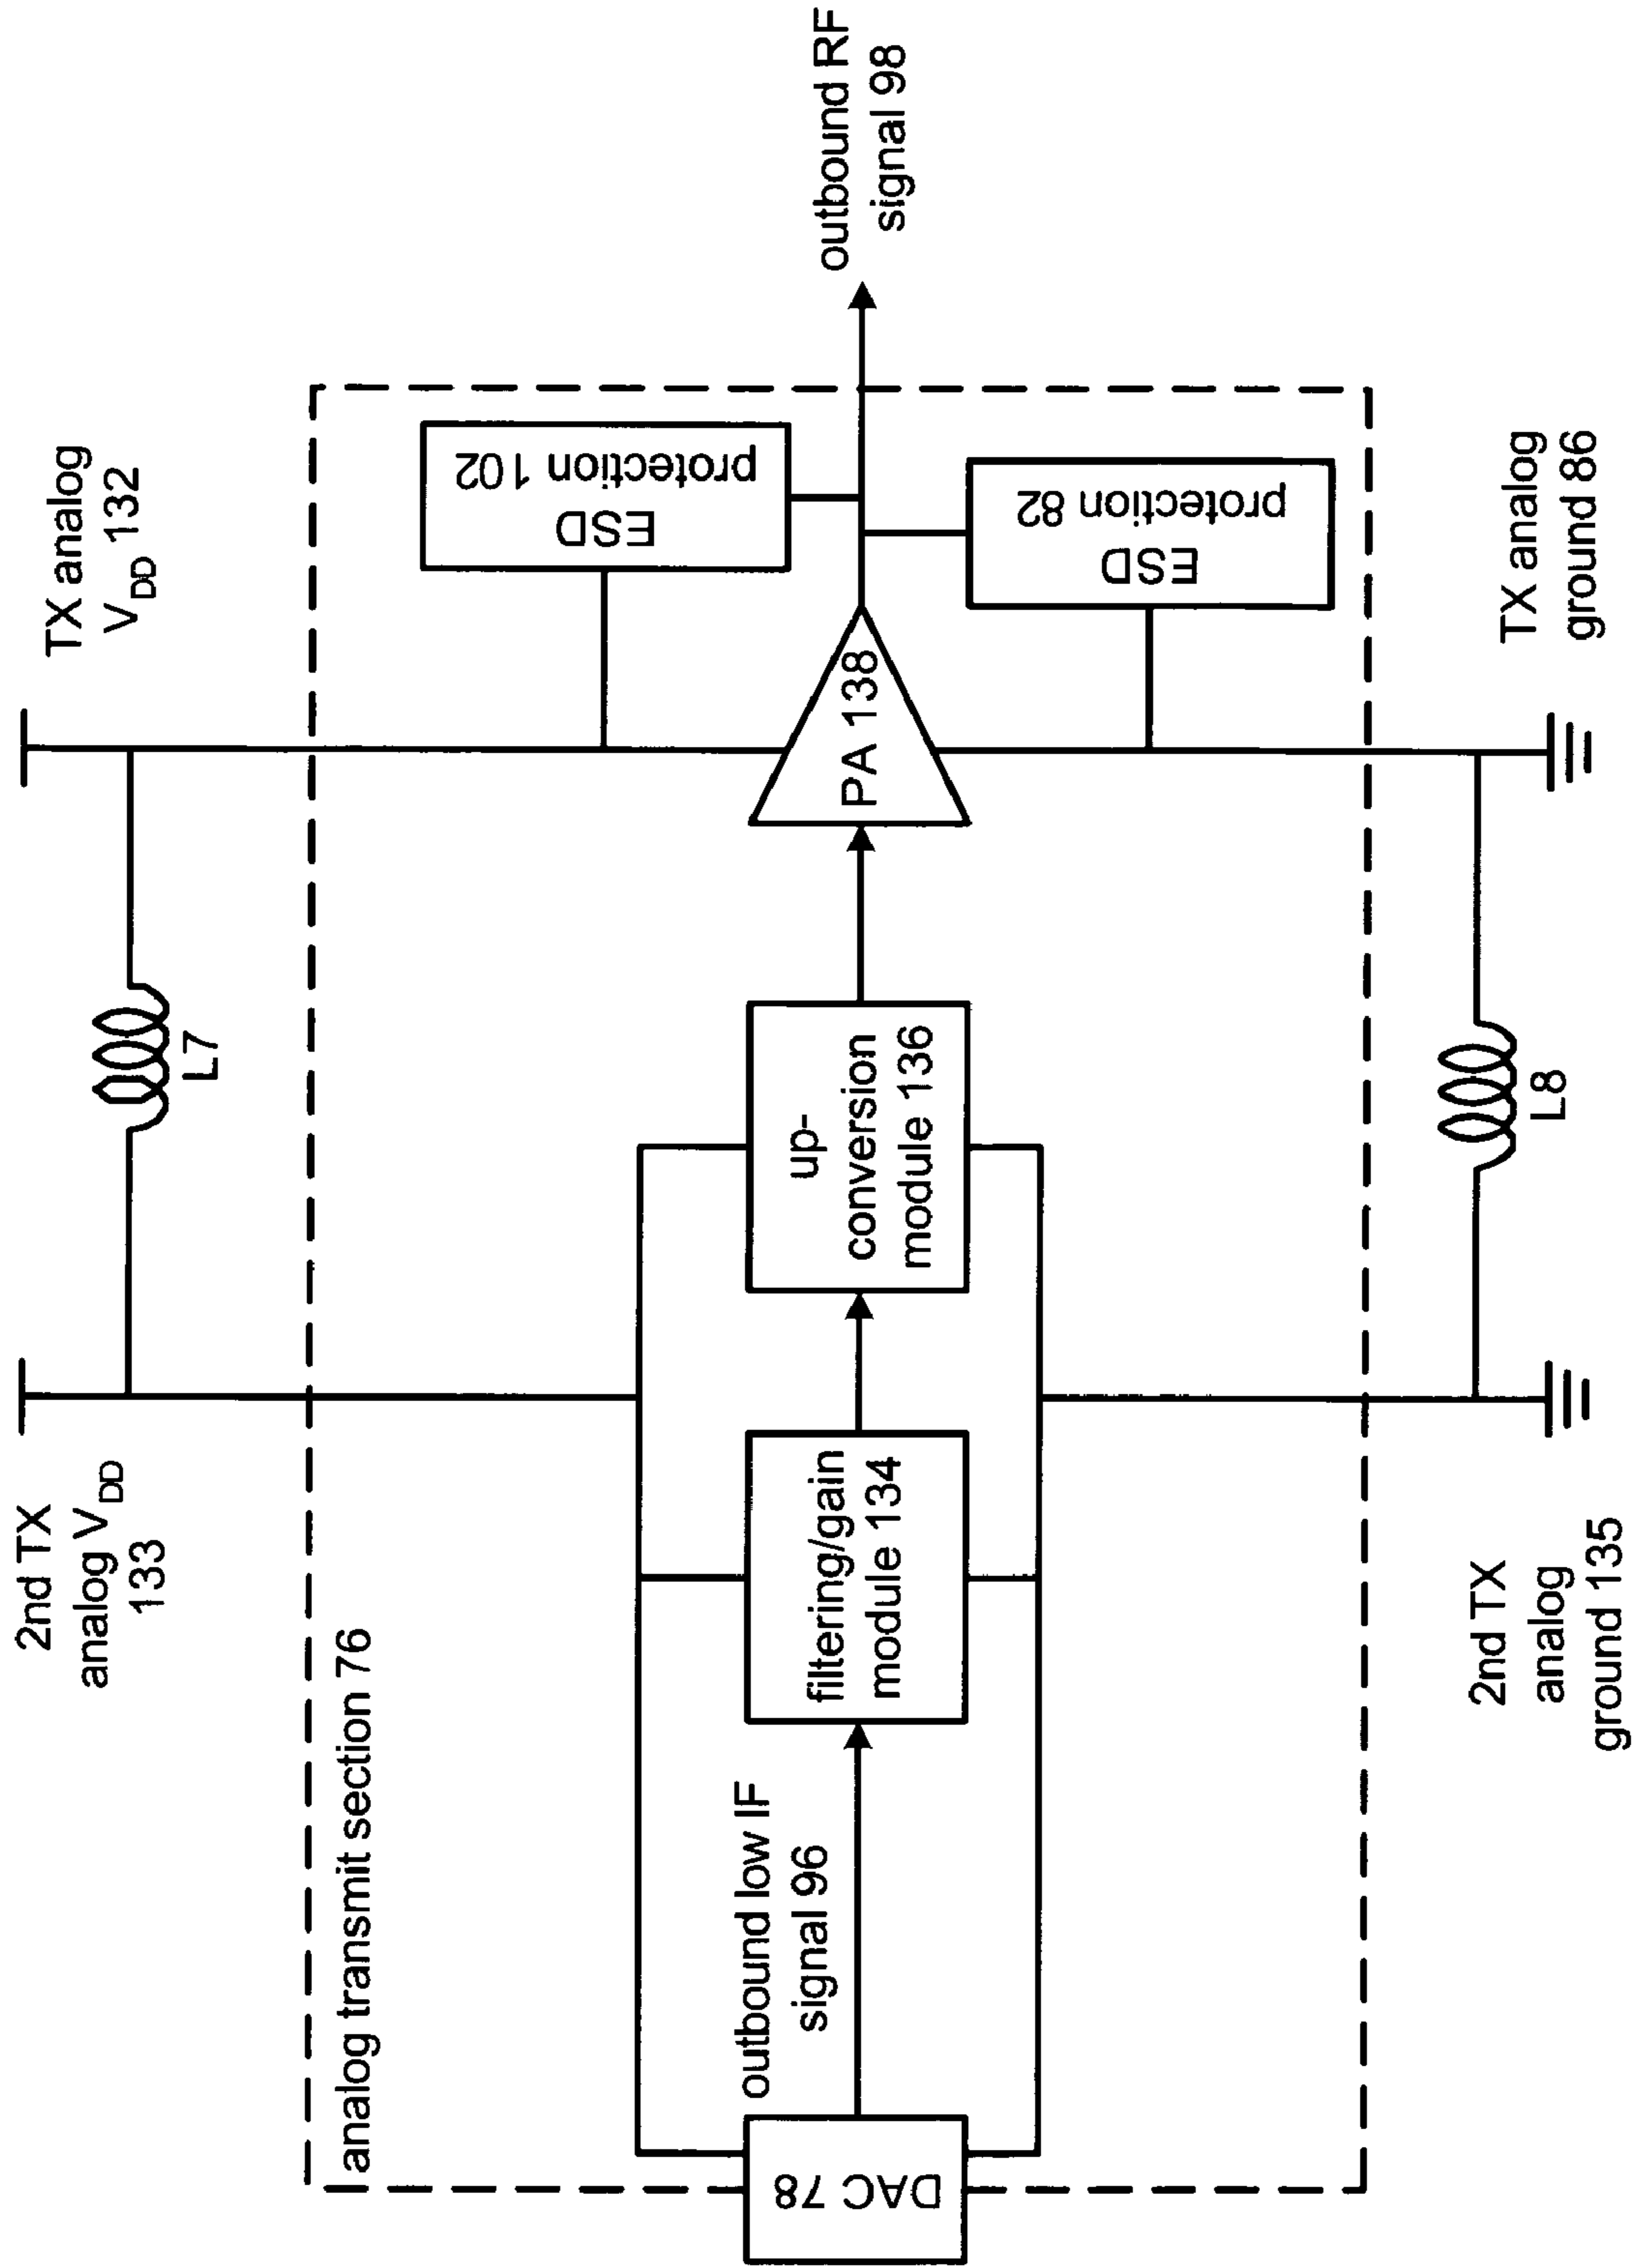 2nd TX
analog VDD
133
TX analog
VDD 132
L7
analog transmit section 76
DAC 78
outbound low IF
signal 96
filtering/gain
module 134
up-
conversion
module 136
PA 138
ESD
protection 102
ESD
protection 82
outbound RF
signal 98
2nd TX
analog
ground 135
L8
TX analog
ground 86